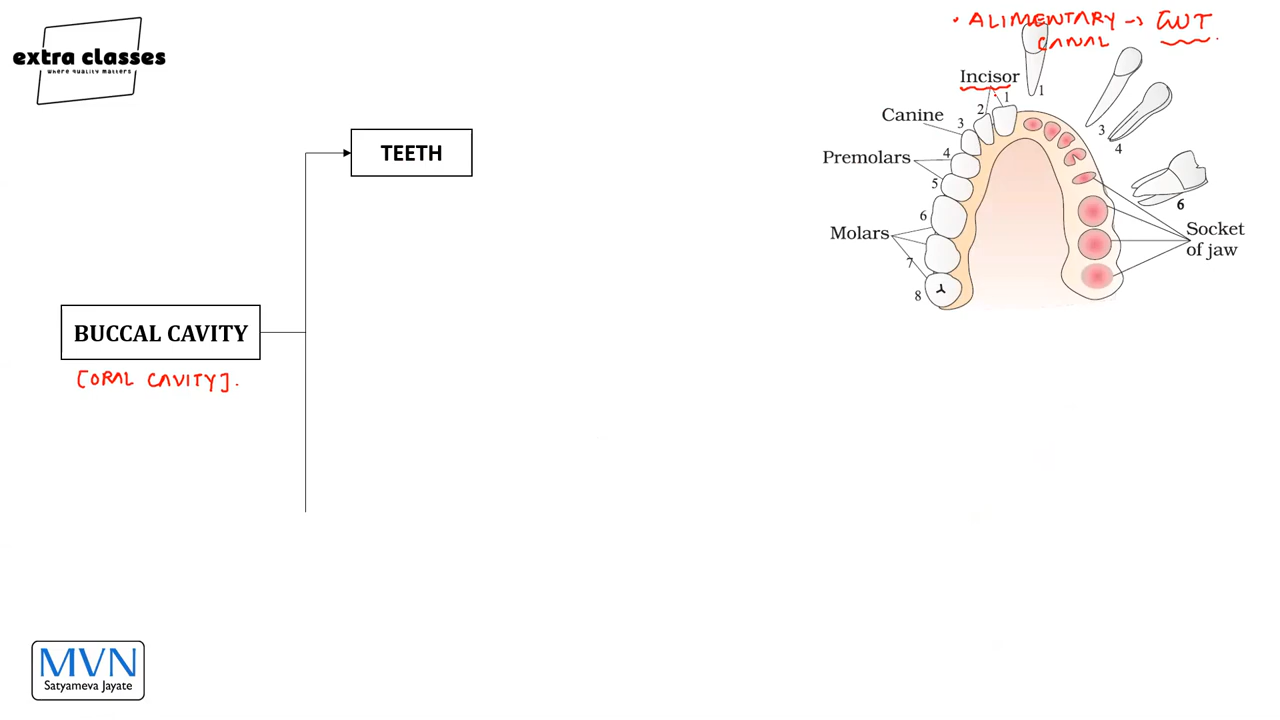 extra classes
where quality matters
• ALIMENTARY → GUT
CANAL
Incisor
1
1
2
Canine
3
3
4
TEETH
Premolars
4
5
6
6
Molars
7
8
Socket
of jaw
BUCCAL CAVITY
[ORAL CAVITY].
MVN
Satyameva Jayate